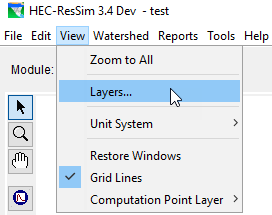 HEC-ResSim 3.4 Dev - test
File Edit View Watershed Reports Tools Help
Zoom to All
Module:
Layers...
Unit System
Restore Windows
Grid Lines
Computation Point Layer